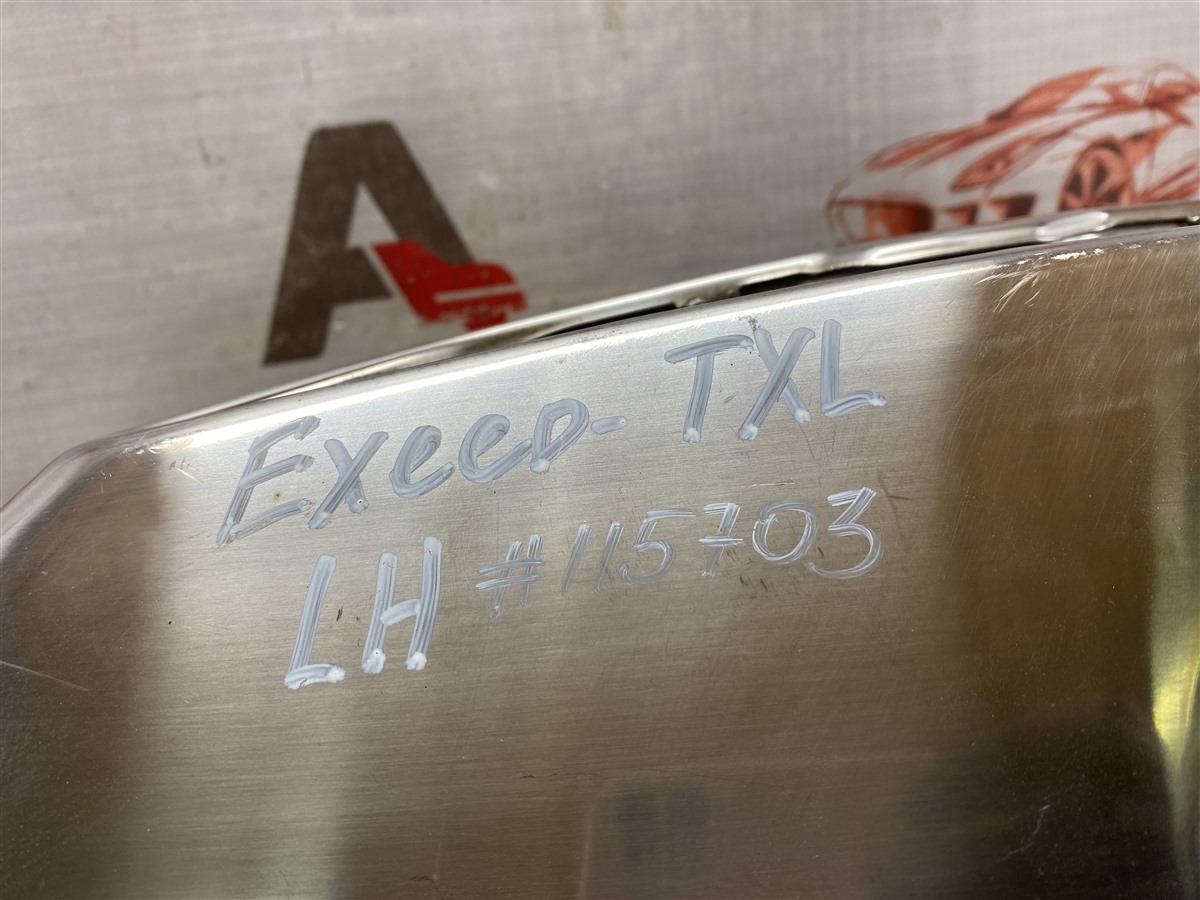 A
Exeed- TXL
LH #115703